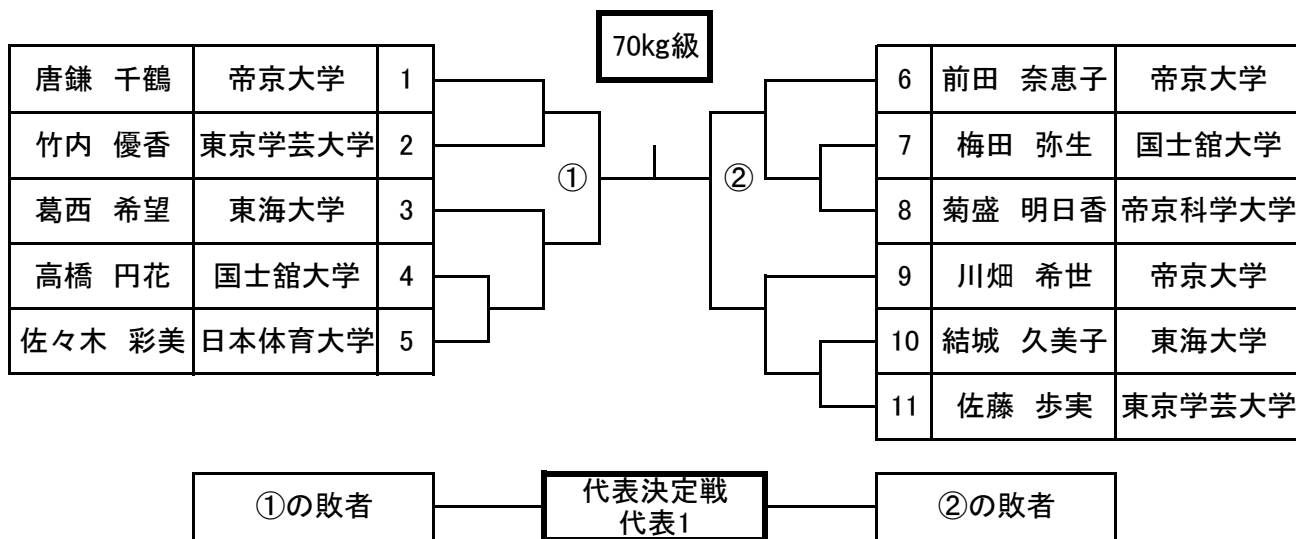 70kg級
唐鎌 千鶴 帝京大学 1
竹内 優香 東京学芸大学 2
葛西 希望 東海大学 3
高橋 円花 国士舘大学 4
佐々木 彩美 日本体育大学 5
①
②
6 前田 奈恵子 帝京大学
7 梅田 弥生 国士舘大学
8 菊盛 明日香 帝京科学大学
9 川畑 希世 帝京大学
10 結城 久美子 東海大学
11 佐藤 歩実 東京学芸大学
①の敗者
代表決定戦
代表1
②の敗者